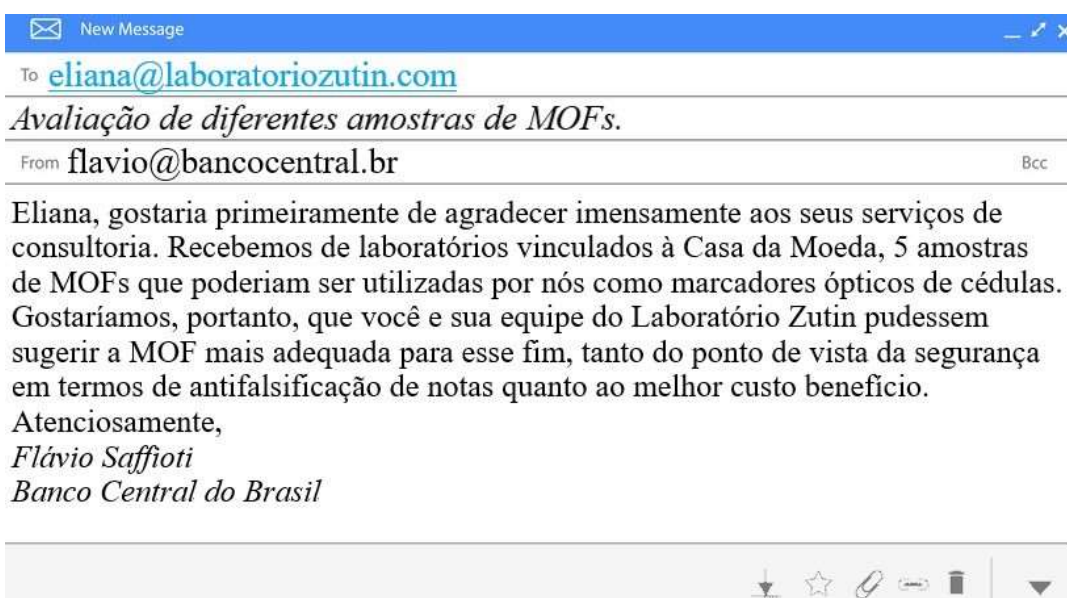 New Message
To eliana@laboratoriozutin.com
Avaliação de diferentes amostras de MOFs.
From flavio@bancocentral.br Bcc
Eliana, gostaria primeiramente de agradecer imensamente aos seus serviços de
consultoria. Recebemos de laboratórios vinculados à Casa da Moeda, 5 amostras
de MOFs que poderiam ser utilizadas por nós como marcadores ópticos de cédulas.
Gostaríamos, portanto, que você e sua equipe do Laboratório Zutin pudessem
sugerir a MOF mais adequada para esse fim, tanto do ponto de vista da segurança
em termos de antifalsificação de notas quanto ao melhor custo benefício.
Atenciosamente,
Flávio Saffioti
Banco Central do Brasil